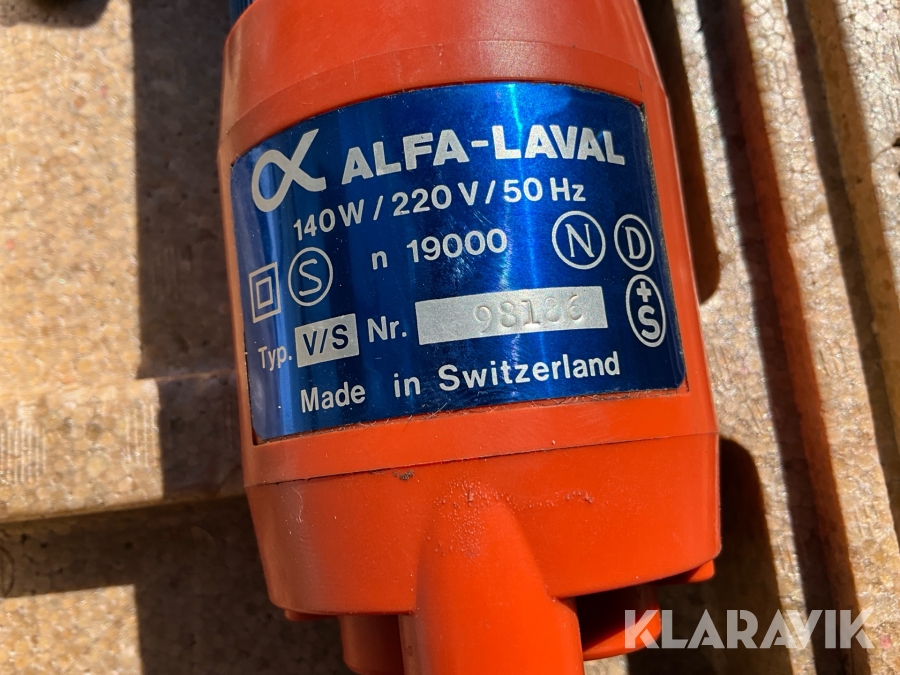 α ALFA-LAVAL
140W/220V/50Hz
n 19000
S N D
+S
Typ. V/S Nr. 98186
Made in Switzerland
KLARAVIK